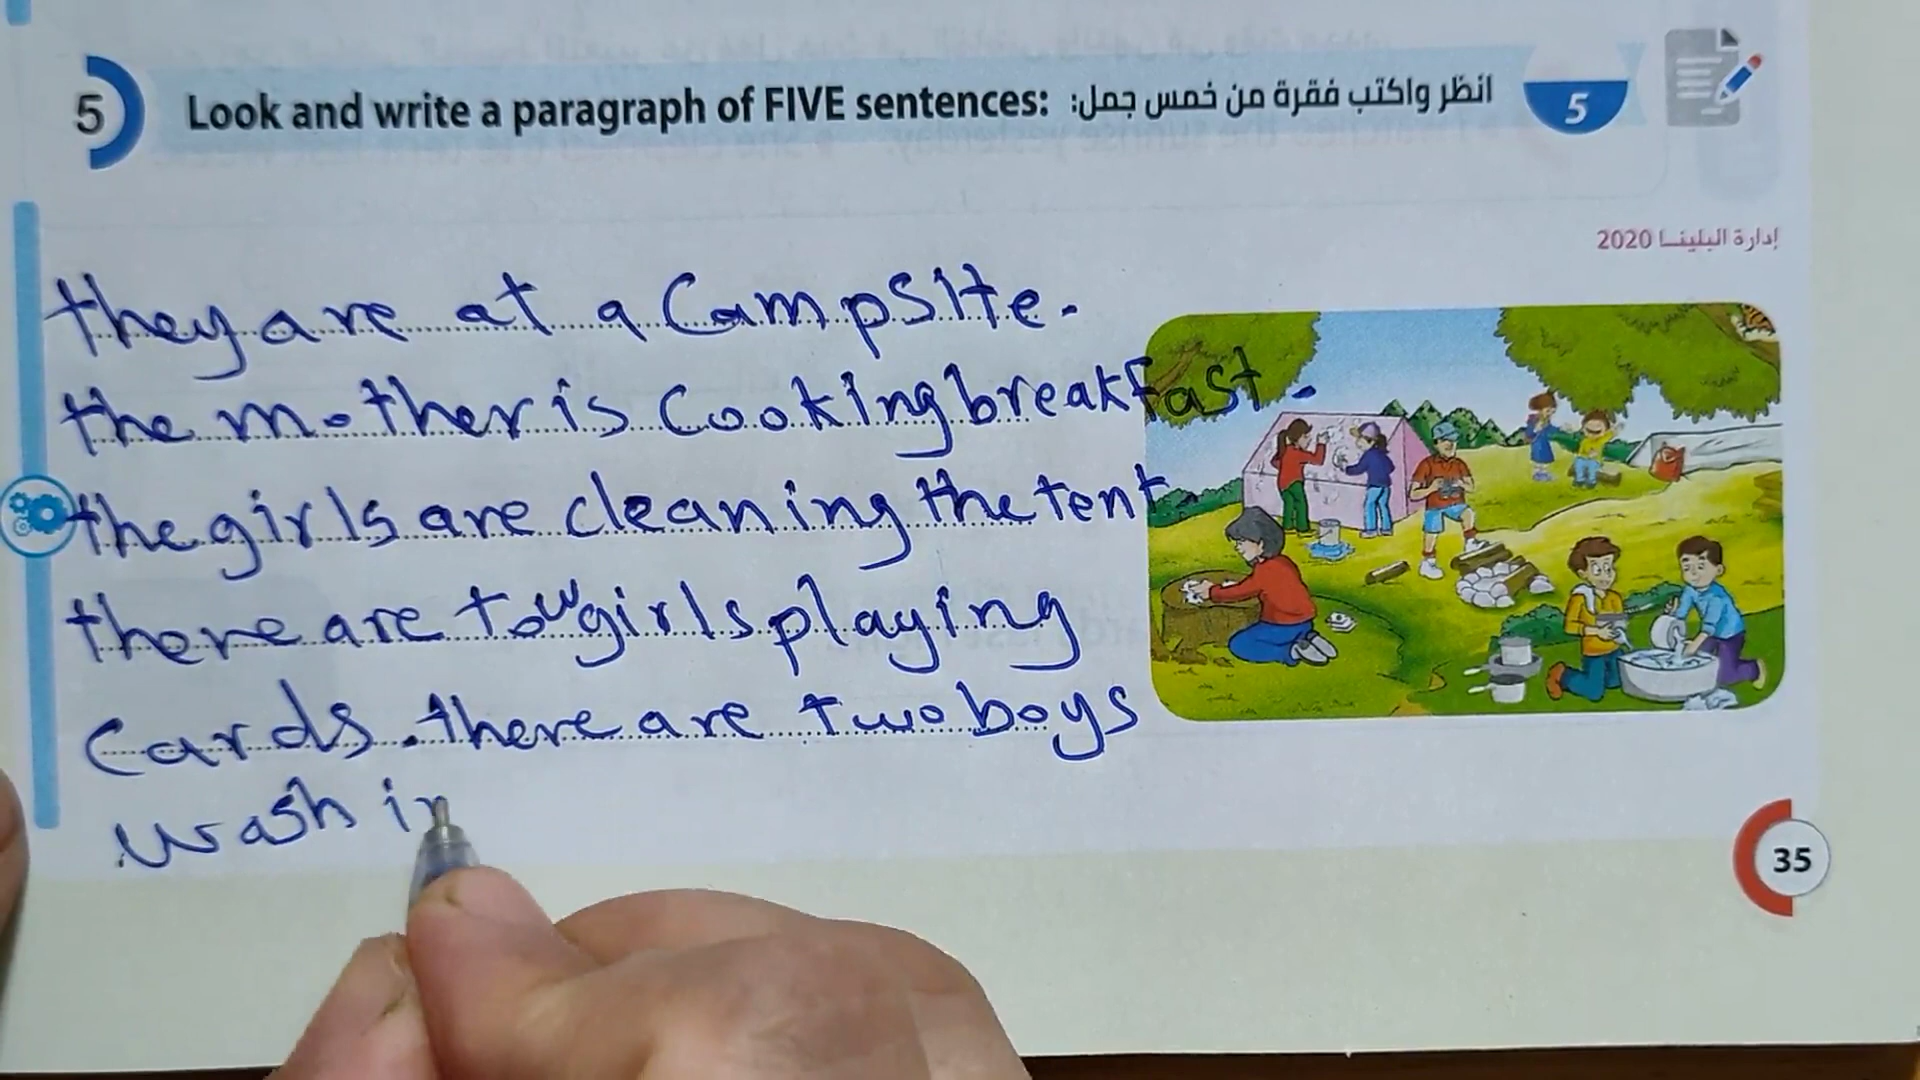 5 Look and write a paragraph of FIVE sentences: انظر واكتب فقرة من خمس جمل: 5
إدارة البلينا 2020
they are at a CampSite.
the mother is Cooking breakfast.
the girls are cleaning the tent.
there are tow girls playing
Cards. there are two boys
wash in
35